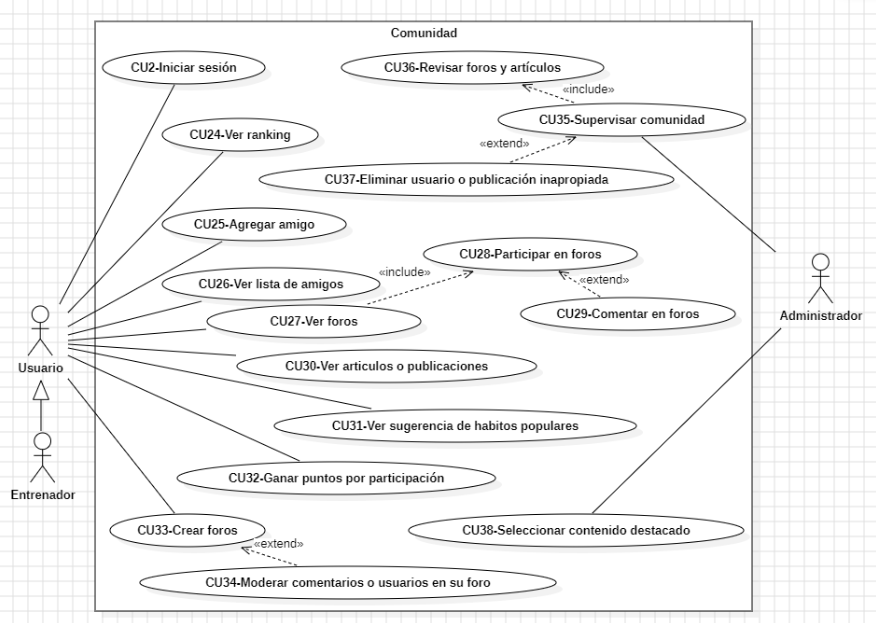 Comunidad
CU2-Iniciar sesión
CU36-Revisar foros y artículos
«include»
CU35-Supervisar comunidad
CU24-Ver ranking
«extend»
CU37-Eliminar usuario o publicación inapropiada
CU25-Agregar amigo
CU28-Participar en foros
«include»
CU26-Ver lista de amigos
«extend»
CU29-Comentar en foros
CU27-Ver foros
Administrador
Usuario
CU30-Ver articulos o publicaciones
CU31-Ver sugerencia de habitos populares
CU32-Ganar puntos por participación
Entrenador
CU33-Crear foros
CU38-Seleccionar contenido destacado
«extend»
CU34-Moderar comentarios o usuarios en su foro